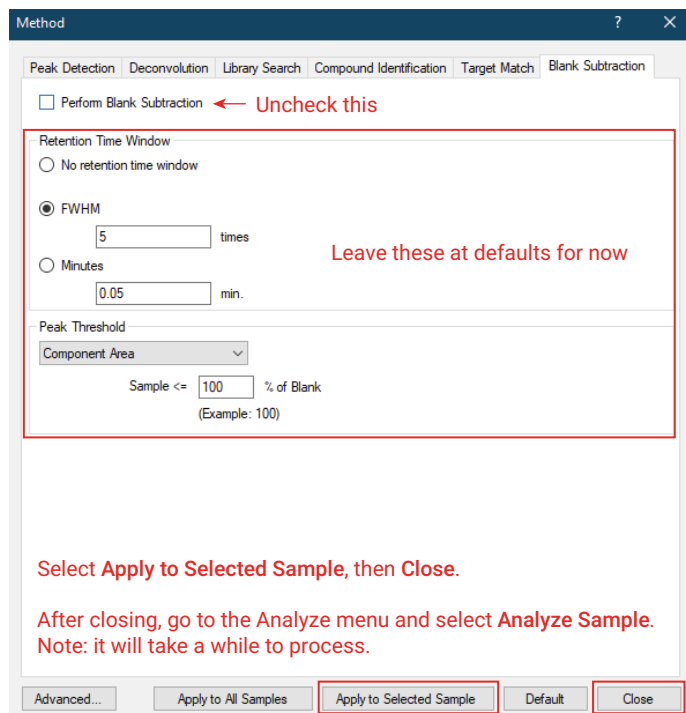 Method ? ×
Peak Detection Deconvolution Library Search Compound Identification Target Match Blank Subtraction
Perform Blank Subtraction ← Uncheck this
Retention Time Window
No retention time window
FWHM
5 times
Leave these at defaults for now
Minutes
0.05 min.
Peak Threshold
Component Area
Sample <= 100 % of Blank
(Example: 100)
Select Apply to Selected Sample, then Close.
After closing, go to the Analyze menu and select Analyze Sample.
Note: it will take a while to process.
Advanced... Apply to All Samples Apply to Selected Sample Default Close